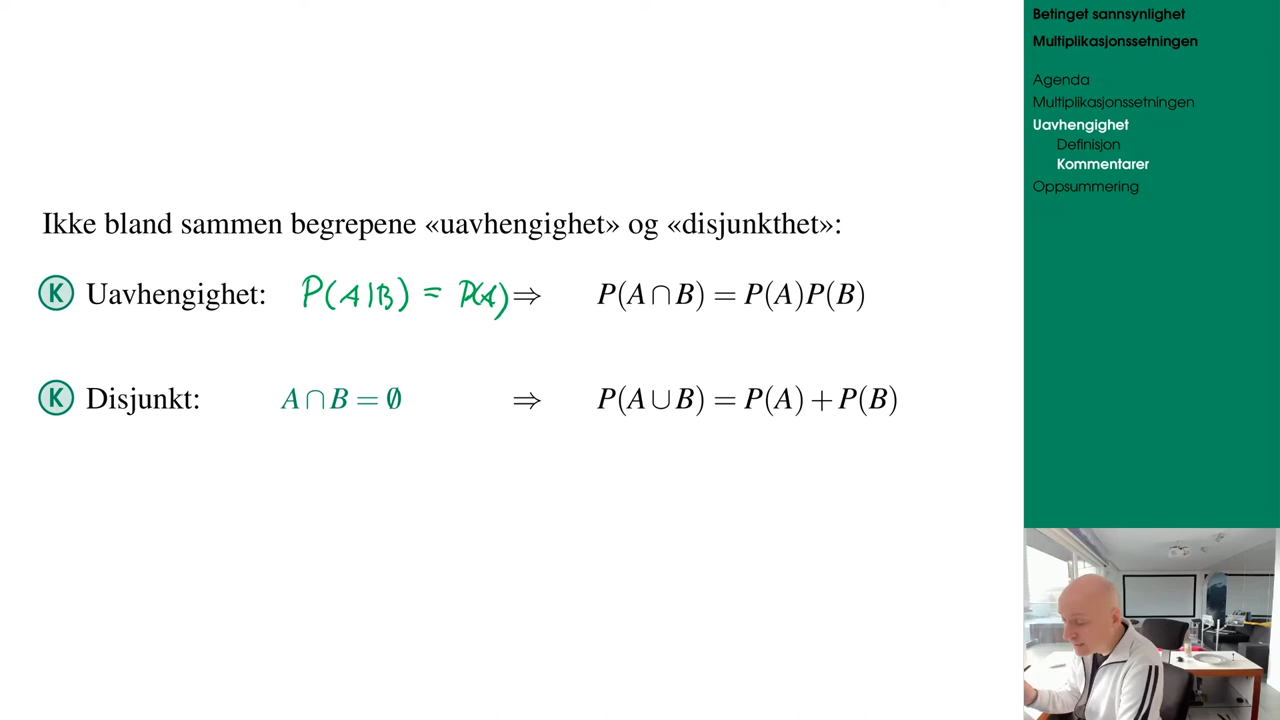 Ikke bland sammen begrepene «uavhengighet» og «disjunkthet»:
K Uavhengighet: P(A|B) = P(A) ⇒ P(A ∩ B) = P(A)P(B)
K Disjunkt: A ∩ B = ∅ ⇒ P(A ∪ B) = P(A) + P(B)
Betinget sannsynlighet
Multiplikasjonssetningen
Agenda
Multiplikasjonssetningen
Uavhengighet
Definisjon
Kommentarer
Oppsummering